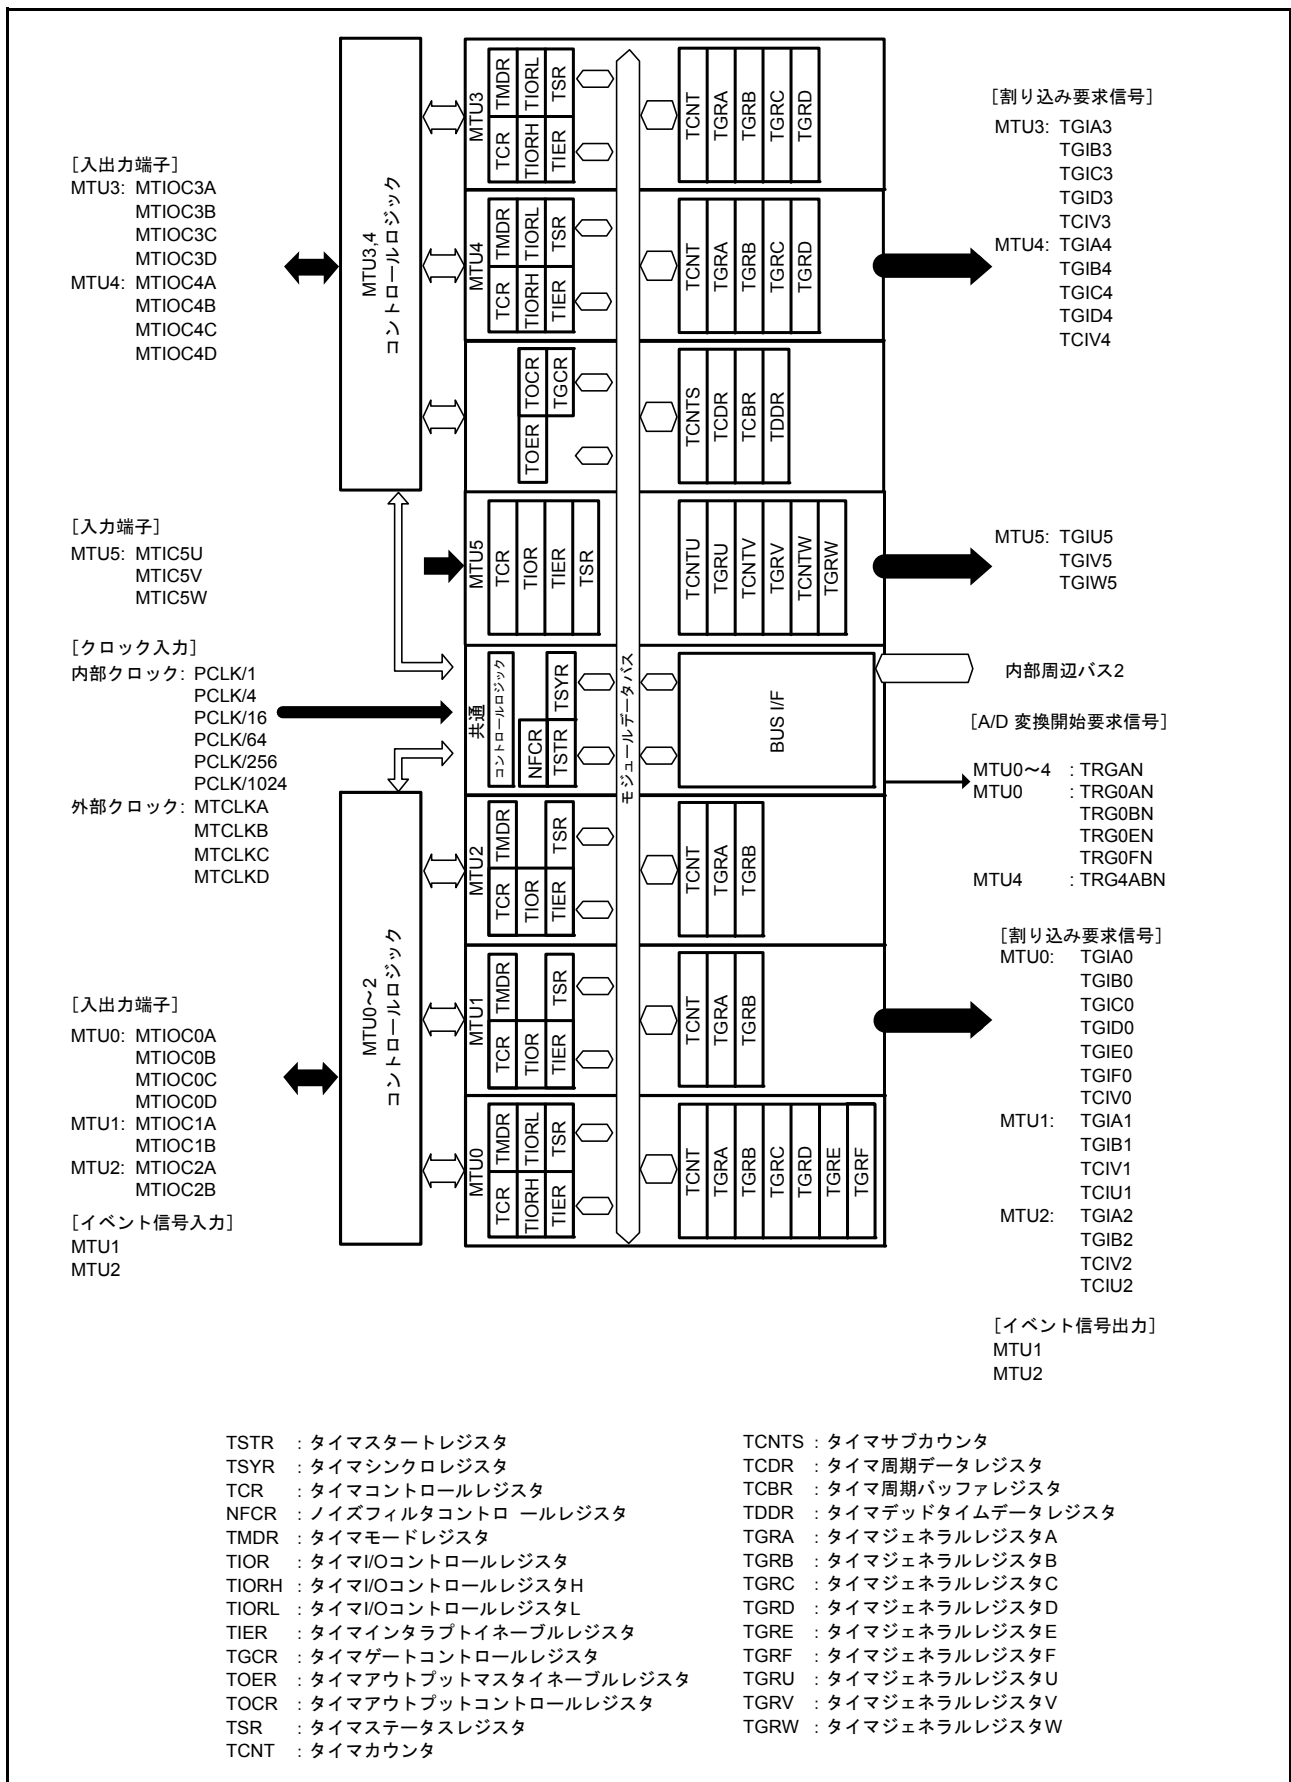 [入出力端子]
MTU3: MTIOC3A
MTIOC3B
MTIOC3C
MTIOC3D
MTU4: MTIOC4A
MTIOC4B
MTIOC4C
MTIOC4D
[入力端子]
MTU5: MTIC5U
MTIC5V
MTIC5W
[クロック入力]
内部クロック: PCLK/1
PCLK/4
PCLK/16
PCLK/64
PCLK/256
PCLK/1024
外部クロック: MTCLKA
MTCLKB
MTCLKC
MTCLKD
[入出力端子]
MTU0: MTIOC0A
MTIOC0B
MTIOC0C
MTIOC0D
MTU1: MTIOC1A
MTIOC1B
MTU2: MTIOC2A
MTIOC2B
[イベント信号入力]
MTU1
MTU2
MTU3,4
コントロールロジック
MTU0~2
コントロールロジック
MTU3
TCR TMDR
TIORH TIORL
TIER TSR
TCNT
TGRA
TGRB
TGRC
TGRD
MTU4
TCR TMDR
TIORH TIORL
TIER TSR
TCNT
TGRA
TGRB
TGRC
TGRD
TOER TOCR
TGCR
TCNTS
TCDR
TCBR
TDDR
MTU5
TCR
TIOR
TIER
TSR
TCNTU
TGRU
TCNTV
TGRV
TCNTW
TGRW
共通
コントロールロジック
NFCR
TSTR TSYR
モジュールデータバス
BUS I/F
MTU2
TCR TMDR
TIOR
TIER TSR
TCNT
TGRA
TGRB
MTU1
TCR TMDR
TIOR
TIER TSR
TCNT
TGRA
TGRB
MTU0
TCR TMDR
TIORH TIORL
TIER TSR
TCNT
TGRA
TGRB
TGRC
TGRD
TGRE
TGRF
[割り込み要求信号]
MTU3: TGIA3
TGIB3
TGIC3
TGID3
TCIV3
MTU4: TGIA4
TGIB4
TGIC4
TGID4
TCIV4
MTU5: TGIU5
TGIV5
TGIW5
内部周辺バス2
[A/D 変換開始要求信号]
MTU0~4 : TRGAN
MTU0 : TRG0AN
TRG0BN
TRG0EN
TRG0FN
MTU4 : TRG4ABN
[割り込み要求信号]
MTU0: TGIA0
TGIB0
TGIC0
TGID0
TGIE0
TGIF0
TCIV0
MTU1: TGIA1
TGIB1
TCIV1
TCIU1
MTU2: TGIA2
TGIB2
TCIV2
TCIU2
[イベント信号出力]
MTU1
MTU2
TSTR : タイマスタートレジスタ
TSYR : タイマシンクロレジスタ
TCR : タイマコントロールレジスタ
NFCR : ノイズフィルタコントロ ールレジスタ
TMDR : タイマモードレジスタ
TIOR : タイマI/Oコントロールレジスタ
TIORH : タイマI/OコントロールレジスタH
TIORL : タイマI/OコントロールレジスタL
TIER : タイマインタラプトイネーブルレジスタ
TGCR : タイマゲートコントロールレジスタ
TOER : タイマアウトプットマスタイネーブルレジスタ
TOCR : タイマアウトプットコントロールレジスタ
TSR : タイマステータスレジスタ
TCNT : タイマカウンタ
TCNTS : タイマサブカウンタ
TCDR : タイマ周期データレジスタ
TCBR : タイマ周期バッファレジスタ
TDDR : タイマデッドタイムデータレジスタ
TGRA : タイマジェネラルレジスタA
TGRB : タイマジェネラルレジスタB
TGRC : タイマジェネラルレジスタC
TGRD : タイマジェネラルレジスタD
TGRE : タイマジェネラルレジスタE
TGRF : タイマジェネラルレジスタF
TGRU : タイマジェネラルレジスタU
TGRV : タイマジェネラルレジスタV
TGRW : タイマジェネラルレジスタW